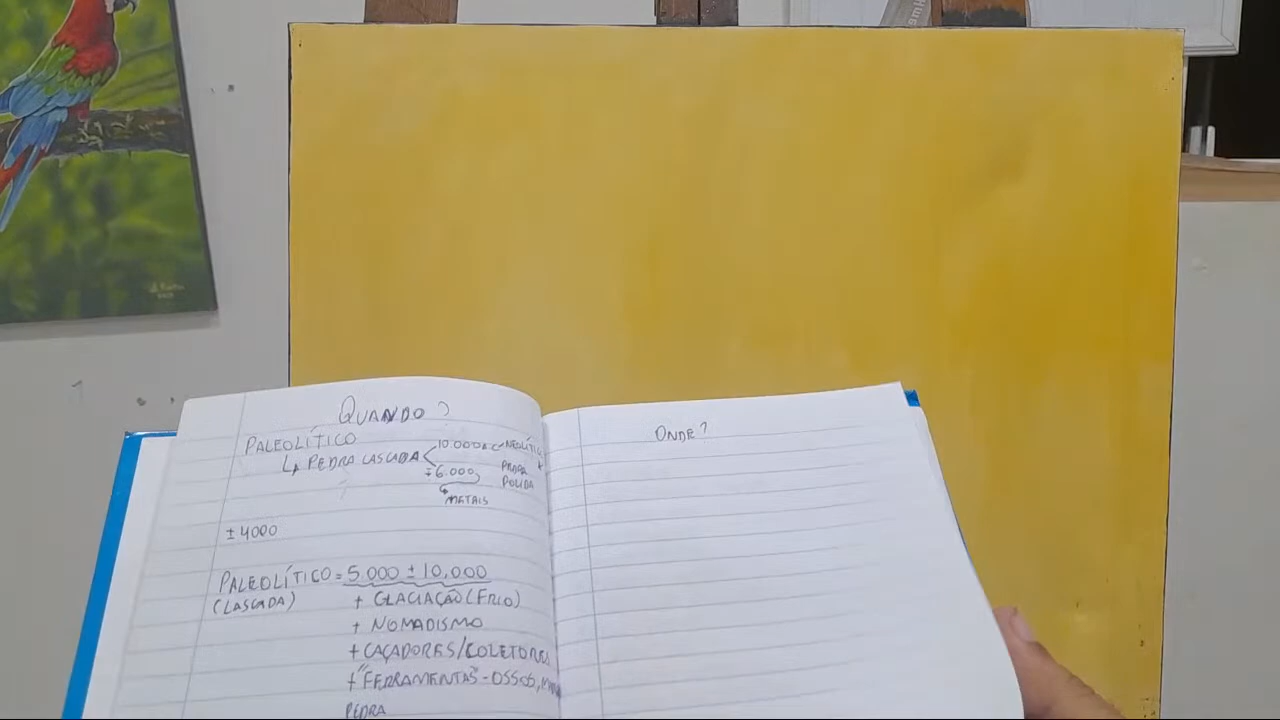 QUANDO?
PALEOLÍTICO
↳ PEDRA LASCADA < 10.000 a.C NEOLÍTICO
± 6.000 PEDRA
POLIDA
METAIS
± 4000
PALEOLÍTICO = 5.000 ± 10.000
(LASCADA) + GLACIAÇÃO (FRIO)
+ NOMADISMO
+ CAÇADORES/COLETORES
+ "FERRAMENTAS" - OSSOS,
PEDRA
ONDE?